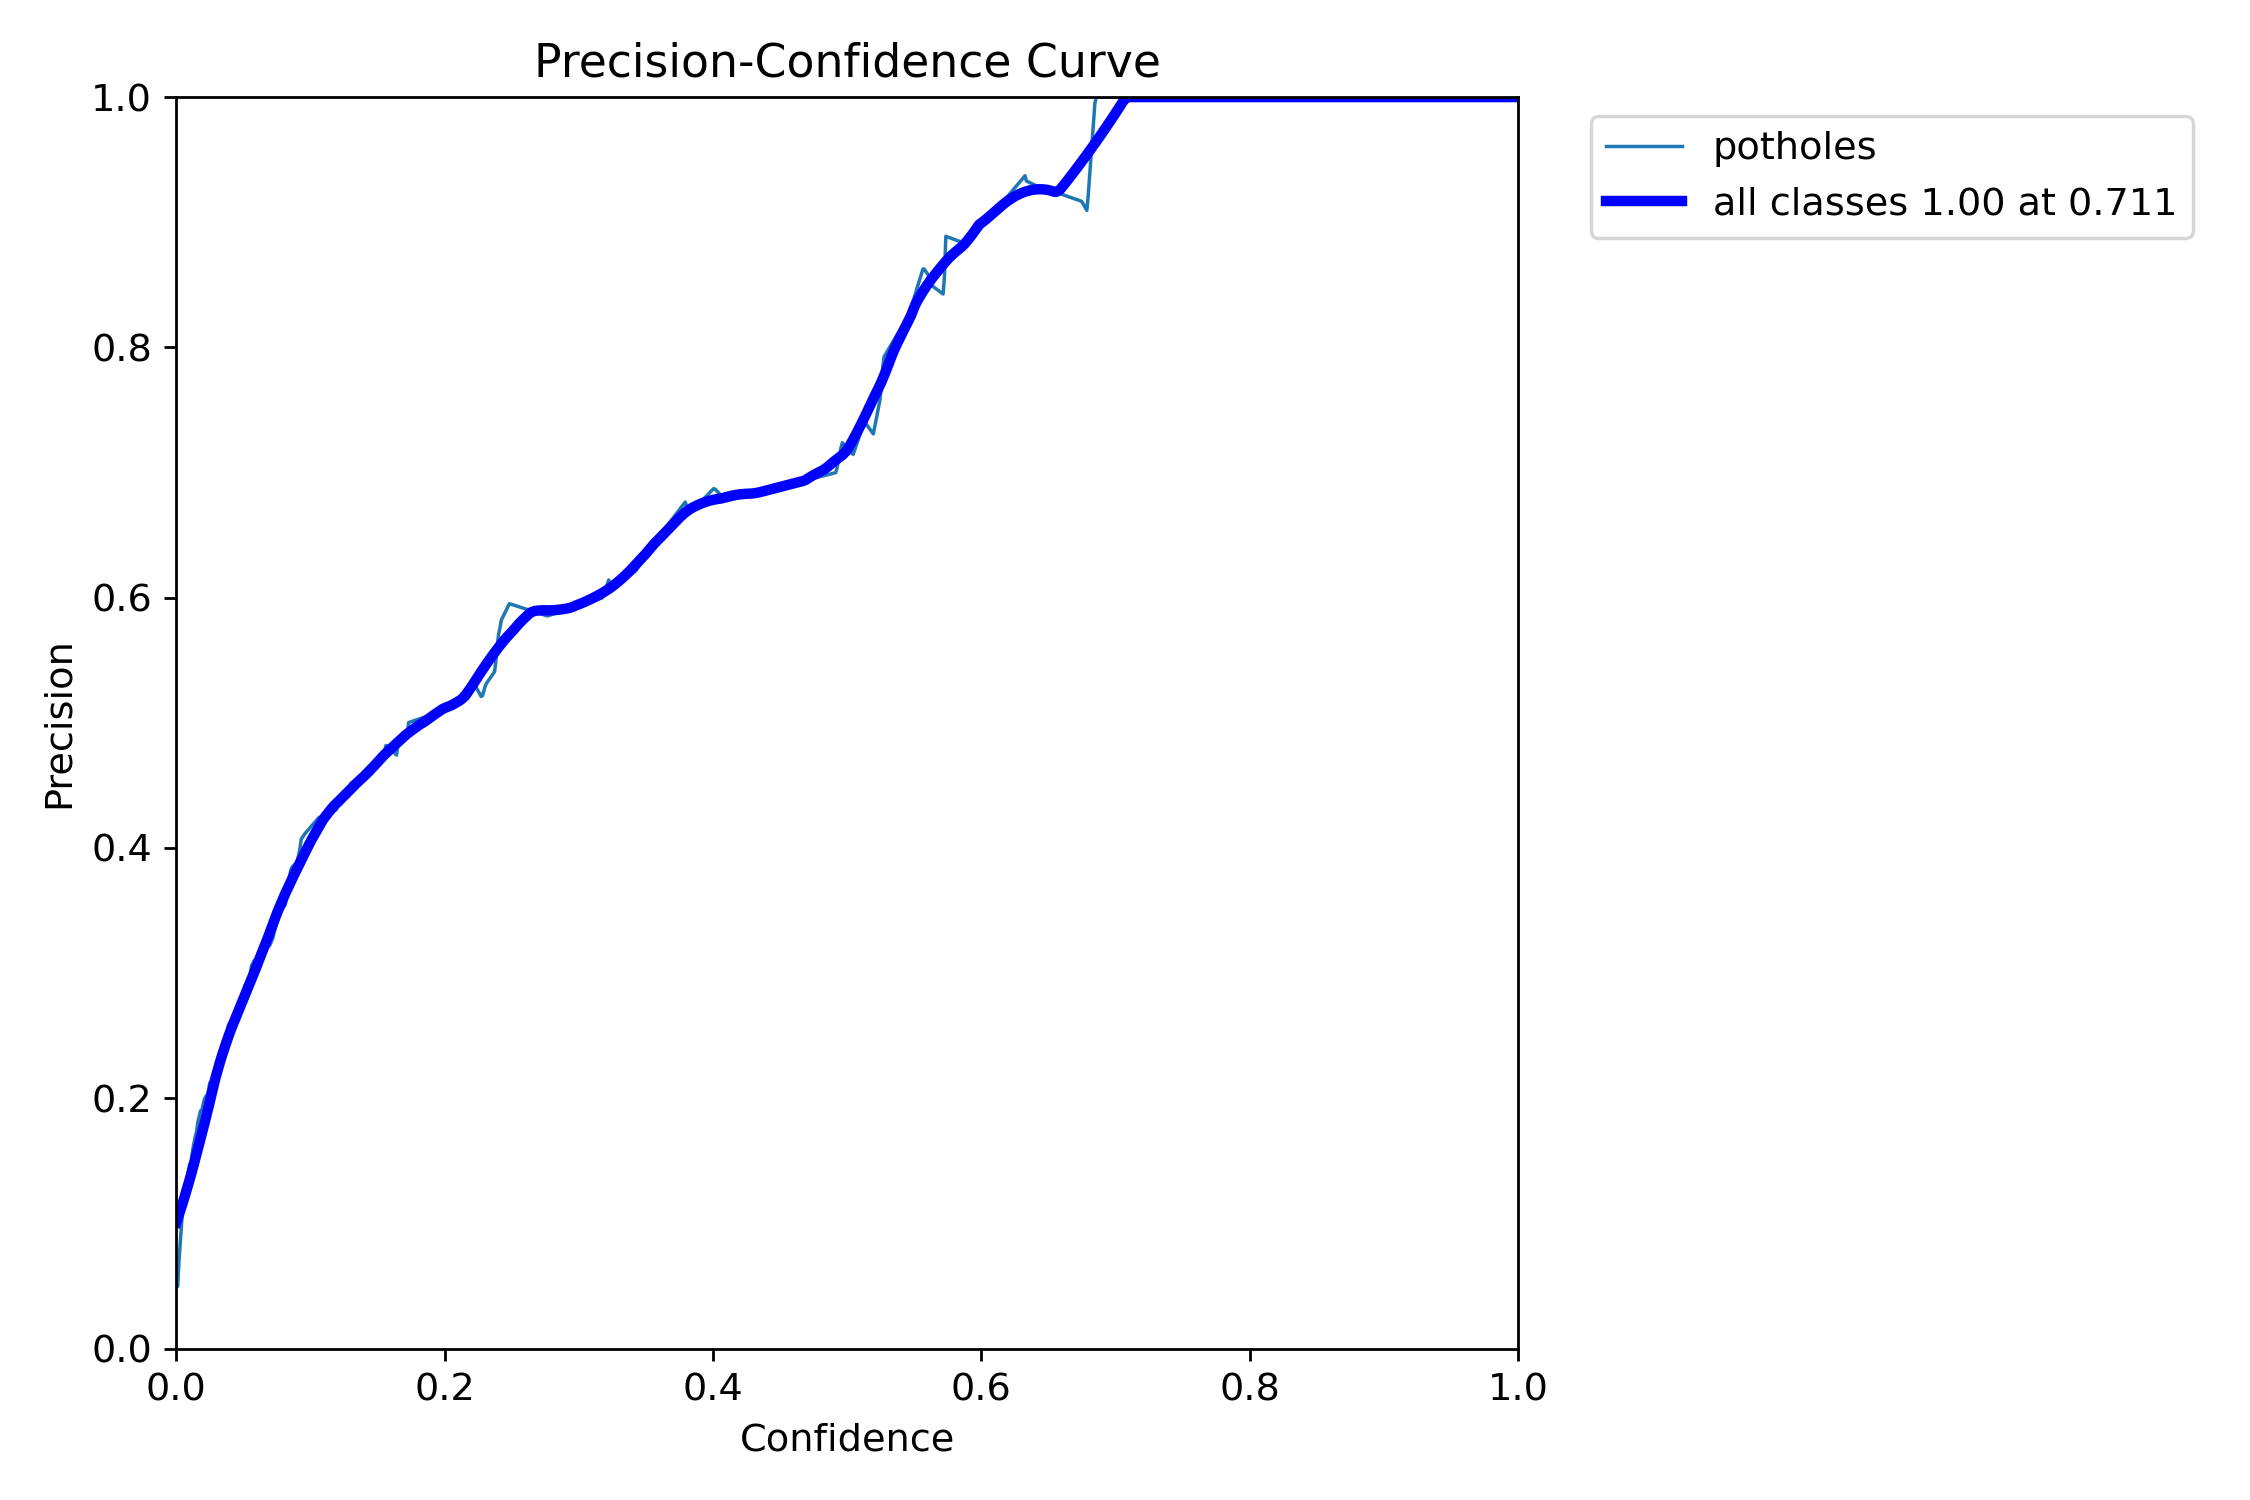 Precision-Confidence Curve
1.0
0.8
0.6
0.4
0.2
0.0
Precision
0.0 0.2 0.4 0.6 0.8 1.0
Confidence
potholes
all classes 1.00 at 0.711